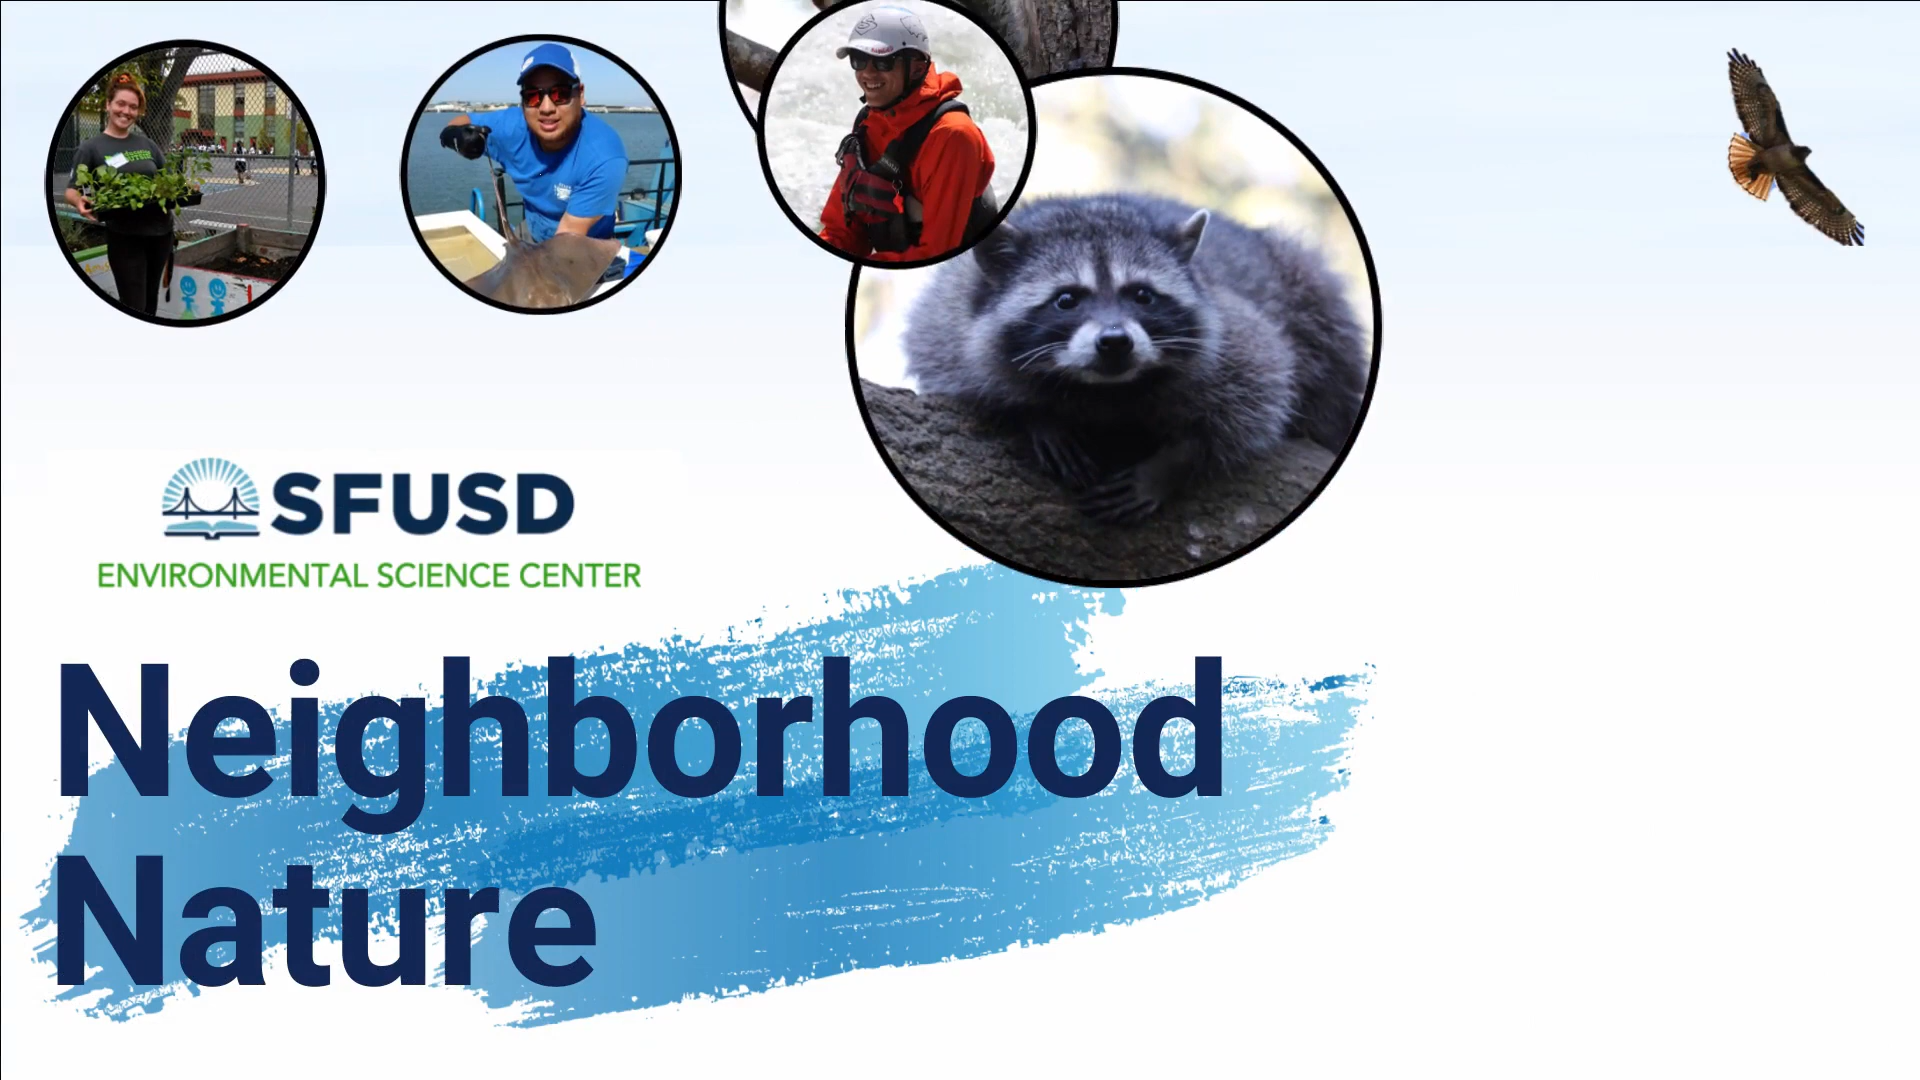 SFUSD
ENVIRONMENTAL SCIENCE CENTER
Neighborhood
Nature